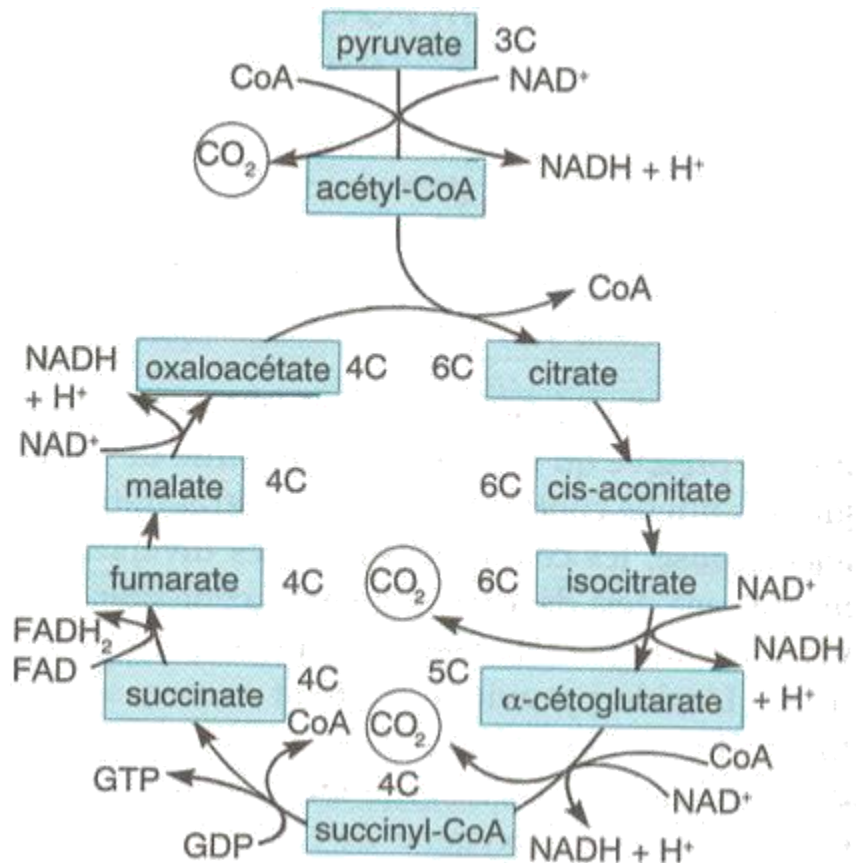 pyruvate 3C
CoA NAD⁺
CO₂ NADH + H⁺
acétyl-CoA
CoA
NADH
+ H⁺
oxaloacétate 4C 6C citrate
NAD⁺
malate 4C 6C cis-aconitate
fumarate 4C CO₂ 6C isocitrate NAD⁺
FADH₂
FAD
NADH
+ H⁺
succinate 4C 5C α-cétoglutarate
CoA CO₂ CoA
GTP 4C NAD⁺
GDP succinyl-CoA NADH + H⁺